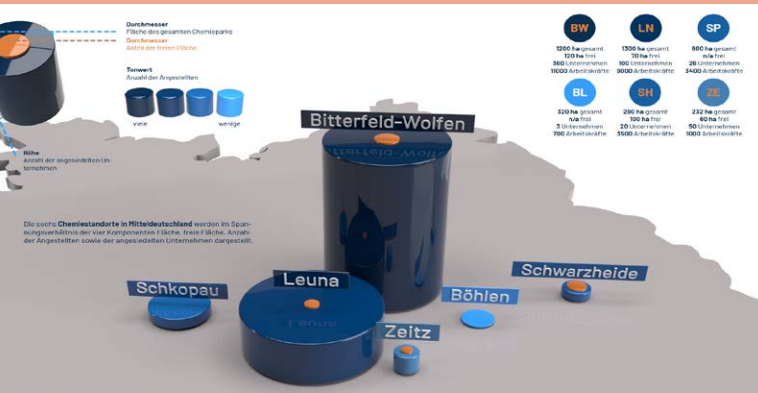 Durchmesser
Fläche des gesamten Chemieparks
Durchmesser
Anteil der freien Fläche
Tonwert
Anzahl der Angestellten
viele
wenige
Höhe
Anzahl der angesiedelten Un-
ternehmen
BW
1200 ha gesamt
120 ha frei
360 Unternehmen
11000 Arbeitskräfte
LN
1300 ha gesamt
70 ha frei
100 Unternehmen
9000 Arbeitskräfte
SP
600 ha gesamt
n/a frei
20 Unternehmen
3400 Arbeitskräfte
BL
320 ha gesamt
n/a frei
3 Unternehmen
700 Arbeitskräfte
SH
290 ha gesamt
100 ha frei
20 Unternehmen
3500 Arbeitskräfte
ZE
232 ha gesamt
60 ha frei
50 Unternehmen
1000 Arbeitskräfte
Die sechs Chemiestandorte in Mitteldeutschland werden im Span-
nungsverhältnis der vier Komponenten Fläche, freie Fläche, Anzahl
der Angestellten sowie der angesiedelten Unternehmen dargestellt.
Bitterfeld-Wolfen
Schkopau
Leuna
Böhlen
Schwarzheide
Zeitz